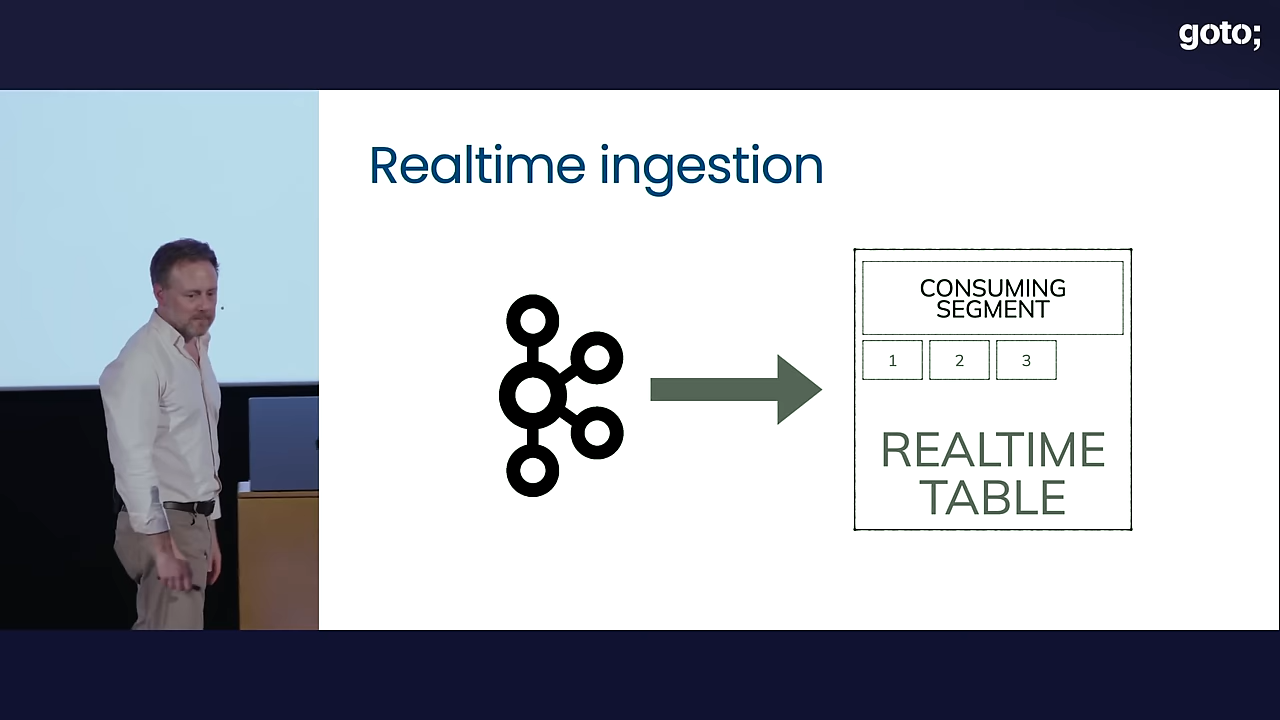 goto;
Realtime ingestion
CONSUMING
SEGMENT
1 2 3
REALTIME
TABLE